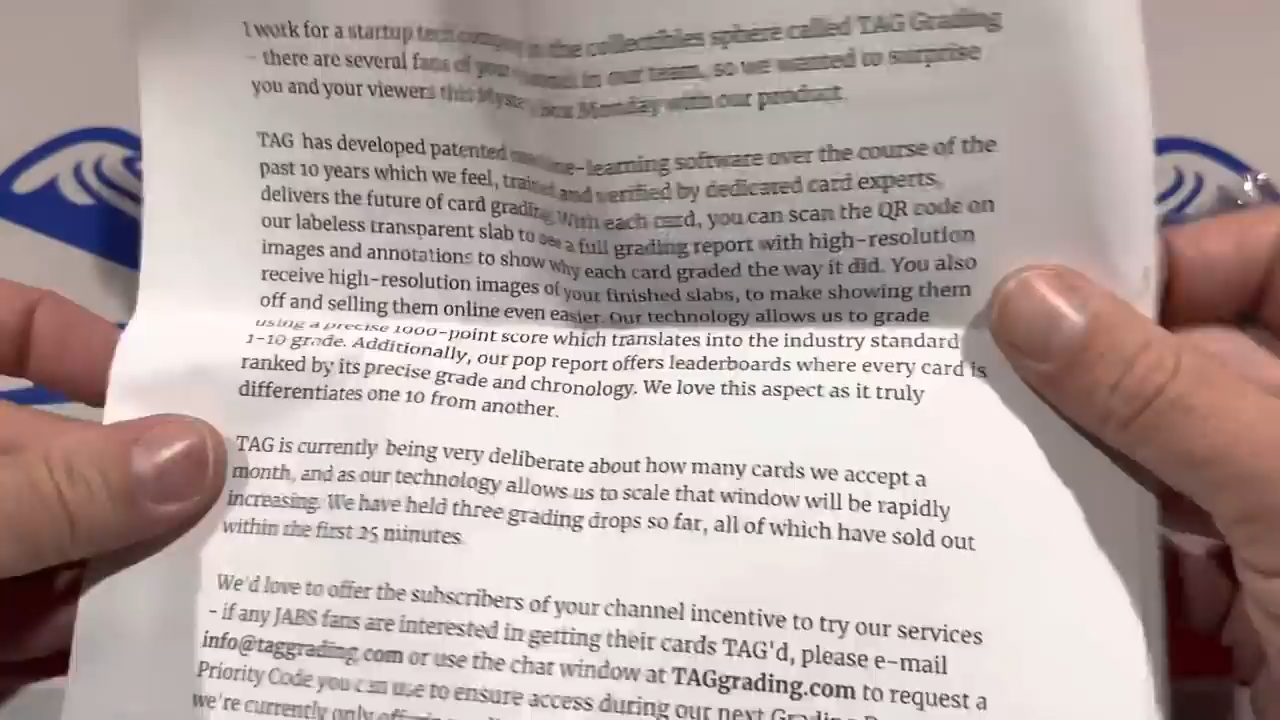 I work for a startup tech company in the collectibles sphere called TAG Grading
– there are several fans of your channel in our team, so we wanted to surprise
you and your viewers this Mystery Box Monday with our product.
TAG has developed patented machine-learning software over the course of the
past 10 years which we feel, trained and verified by dedicated card experts,
delivers the future of card grading. With each card, you can scan the QR code on
our labeless transparent slab to see a full grading report with high-resolution
images and annotations to show why each card graded the way it did. You also
receive high-resolution images of your finished slabs, to make showing them
off and selling them online even easier. Our technology allows us to grade
using a precise 1000-point score which translates into the industry standard
1-10 grade. Additionally, our pop report offers leaderboards where every card is
ranked by its precise grade and chronology. We love this aspect as it truly
differentiates one 10 from another.
TAG is currently being very deliberate about how many cards we accept a
month, and as our technology allows us to scale that window will be rapidly
increasing. We have held three grading drops so far, all of which have sold out
within the first 25 minutes.
We'd love to offer the subscribers of your channel incentive to try our services
- if any JABS fans are interested in getting their cards TAG'd, please e-mail
info@taggrading.com or use the chat window at TAGgrading.com to request a
Priority Code you can use to ensure access during our next Grading
we're currently only